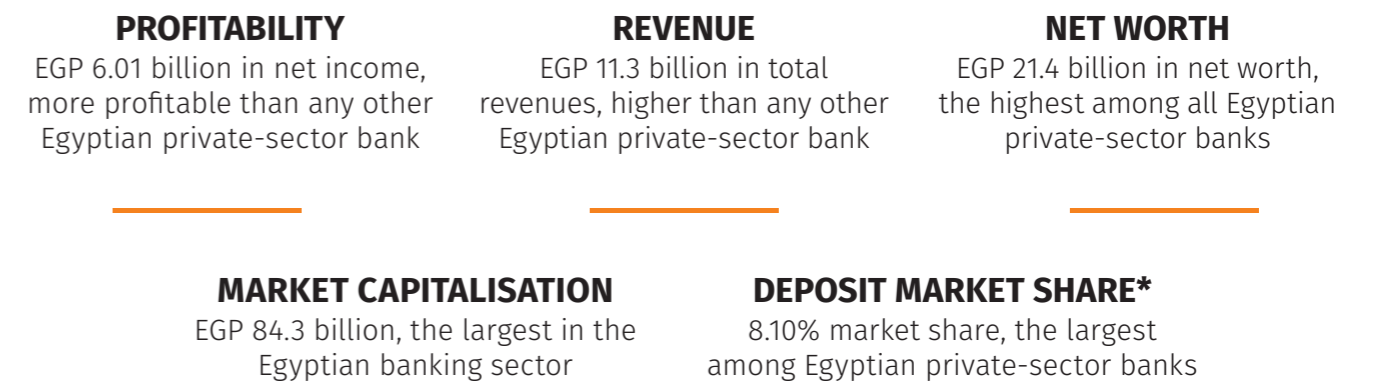 PROFITABILITY
EGP 6.01 billion in net income,
more profitable than any other
Egyptian private-sector bank
REVENUE
EGP 11.3 billion in total
revenues, higher than any other
Egyptian private-sector bank
NET WORTH
EGP 21.4 billion in net worth,
the highest among all Egyptian
private-sector banks
MARKET CAPITALISATION
EGP 84.3 billion, the largest in the
Egyptian banking sector
DEPOSIT MARKET SHARE*
8.10% market share, the largest
among Egyptian private-sector banks